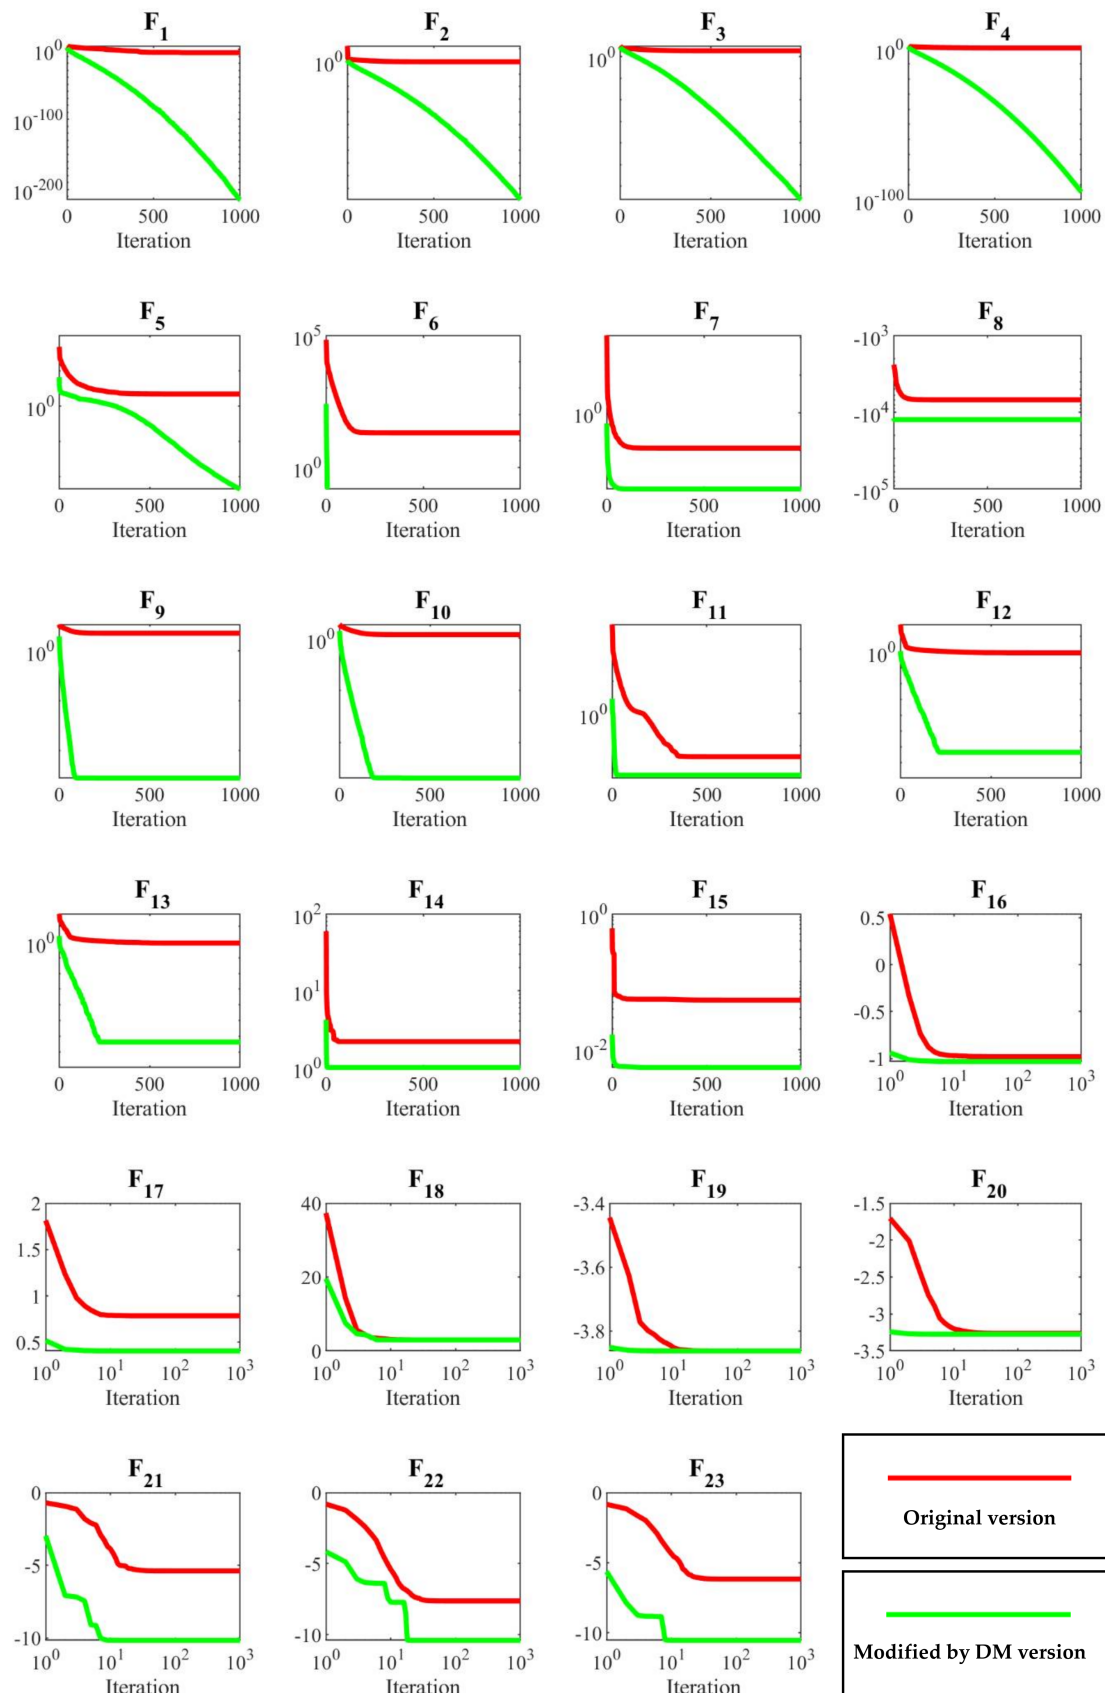 F1 F2 F3 F4
10^0 10^0 10^0 10^0
10^-100
10^-200 10^-100
0 500 1000 0 500 1000 0 500 1000 0 500 1000
Iteration Iteration Iteration Iteration
F5 F6 F7 F8
10^5 -10^3
10^0 10^0 -10^4
10^0 -10^5
0 500 1000 0 500 1000 0 500 1000 0 500 1000
Iteration Iteration Iteration Iteration
F9 F10 F11 F12
10^0 10^0 10^0 10^0
0 500 1000 0 500 1000 0 500 1000 0 500 1000
Iteration Iteration Iteration Iteration
F13 F14 F15 F16
10^2 10^0 0.5
10^0 0
10^1 -0.5
10^0 10^-2 -1
0 500 1000 0 500 1000 0 500 1000 10^0 10^1 10^2 10^3
Iteration Iteration Iteration Iteration
F17 F18 F19 F20
2 40 -3.4 -1.5
1.5 -3.6 -2
1 20 -2.5
0.5 -3.8 -3
0 -3.5
10^0 10^1 10^2 10^3 10^0 10^1 10^2 10^3 10^0 10^1 10^2 10^3 10^0 10^1 10^2 10^3
Iteration Iteration Iteration Iteration
F21 F22 F23
0 0 0
-5 -5 -5
-10 -10 -10
10^0 10^1 10^2 10^3 10^0 10^1 10^2 10^3 10^0 10^1 10^2 10^3
Iteration Iteration Iteration
Original version
Modified by DM version